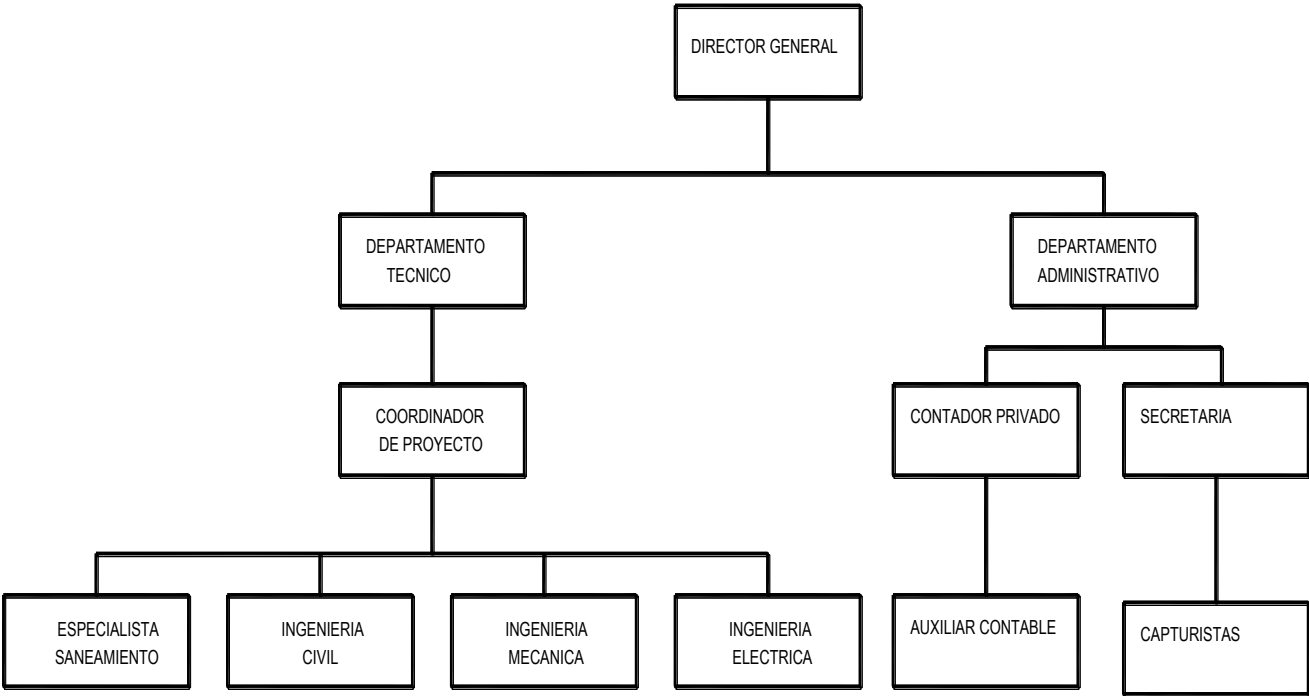 DIRECTOR GENERAL
DEPARTAMENTO
TECNICO
DEPARTAMENTO
ADMINISTRATIVO
COORDINADOR
DE PROYECTO
CONTADOR PRIVADO
SECRETARIA
ESPECIALISTA
SANEAMIENTO
INGENIERIA
CIVIL
INGENIERIA
MECANICA
INGENIERIA
ELECTRICA
AUXILIAR CONTABLE
CAPTURISTAS